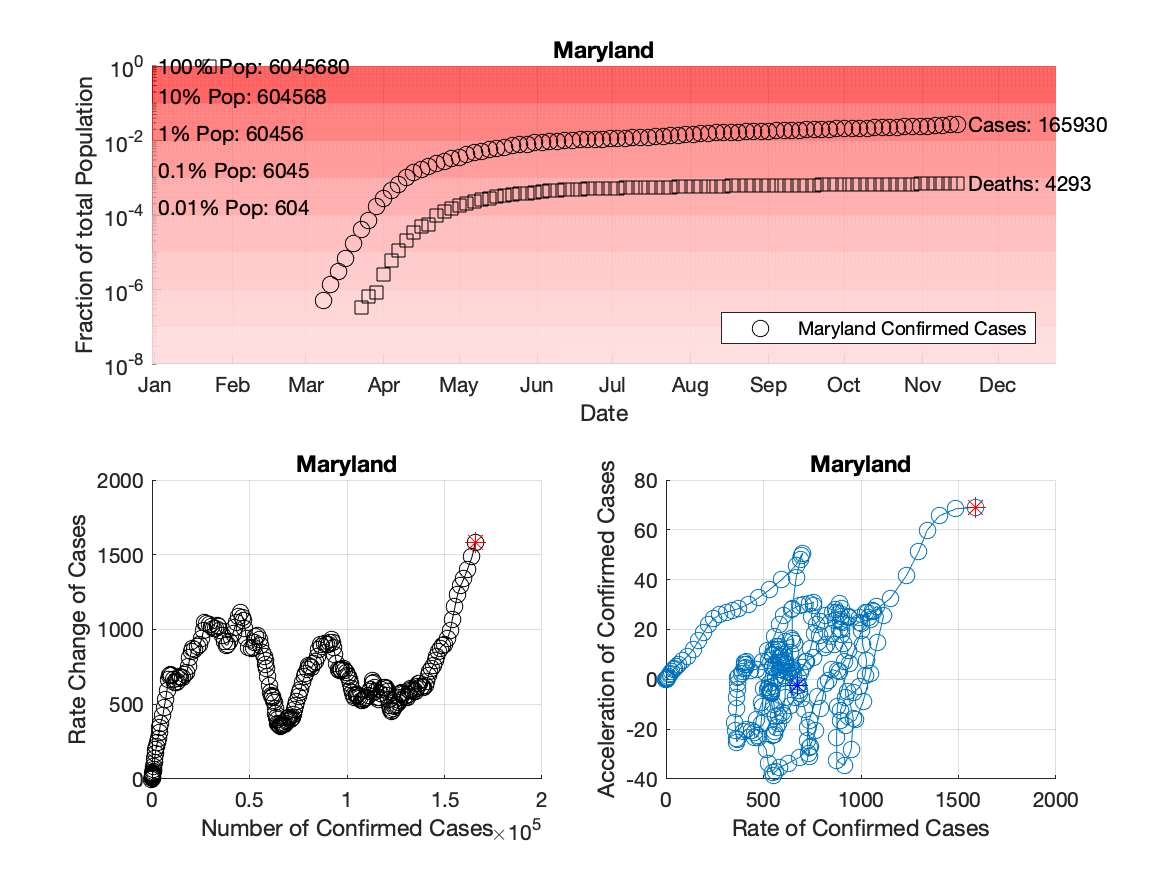 Maryland
Fraction of total Population
10^0
10^-2
10^-4
10^-6
10^-8
100% Pop: 6045680
10% Pop: 604568
1% Pop: 60456
0.1% Pop: 6045
0.01% Pop: 604
Cases: 165930
Deaths: 4293
Maryland Confirmed Cases
Jan Feb Mar Apr May Jun Jul Aug Sep Oct Nov Dec
Date
Maryland
Rate Change of Cases
2000
1500
1000
500
0
0 0.5 1 1.5 2
Number of Confirmed Cases ×10^5
Maryland
Acceleration of Confirmed Cases
80
60
40
20
0
-20
-40
0 500 1000 1500 2000
Rate of Confirmed Cases